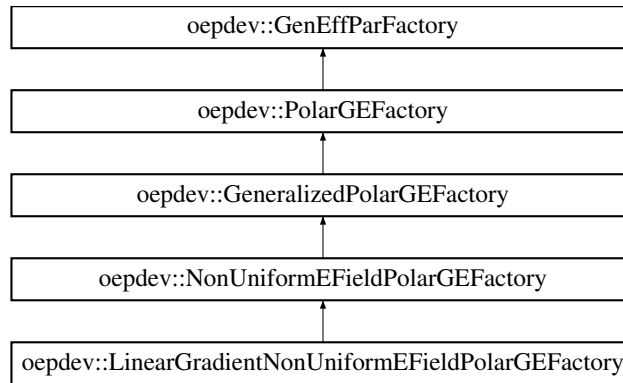 oepdev::GenEffParFactory
oepdev::PolarGEFactory
oepdev::GeneralizedPolarGEFactory
oepdev::NonUniformEFieldPolarGEFactory
oepdev::LinearGradientNonUniformEFieldPolarGEFactory